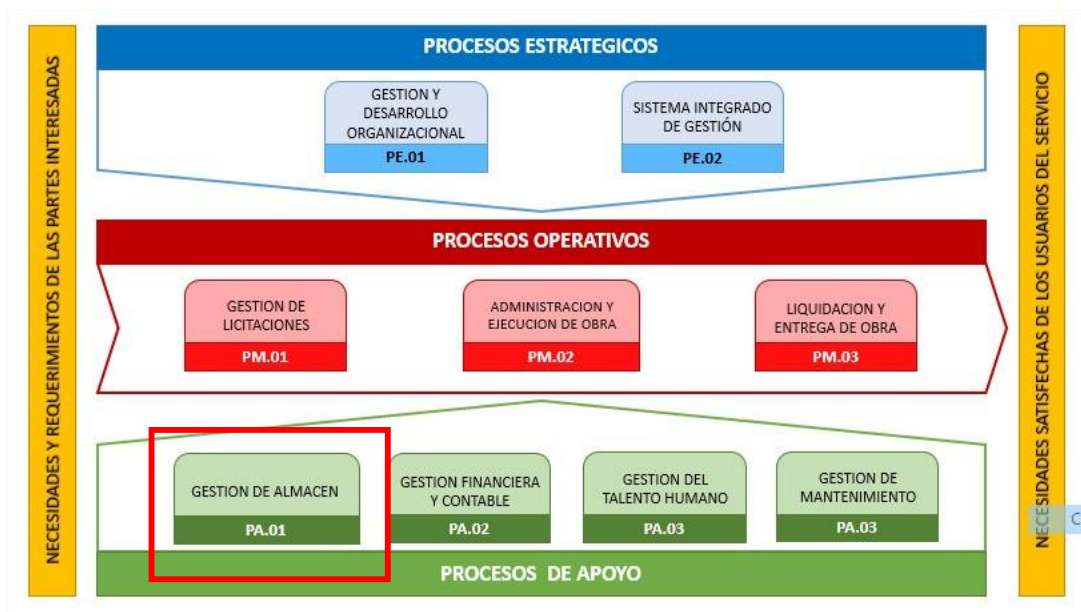 NECESIDADES Y REQUERIMIENTOS DE LAS PARTES INTERESADAS
PROCESOS ESTRATEGICOS
GESTION Y
DESARROLLO
ORGANIZACIONAL
PE.01
SISTEMA INTEGRADO
DE GESTIÓN
PE.02
PROCESOS OPERATIVOS
GESTION DE
LICITACIONES
PM.01
ADMINISTRACION Y
EJECUCION DE OBRA
PM.02
LIQUIDACION Y
ENTREGA DE OBRA
PM.03
GESTION DE ALMACEN
PA.01
GESTION FINANCIERA
Y CONTABLE
PA.02
GESTION DEL
TALENTO HUMANO
PA.03
GESTION DE
MANTENIMIENTO
PA.03
PROCESOS DE APOYO
NECESIDADES SATISFECHAS DE LOS USUARIOS DEL SERVICIO
C